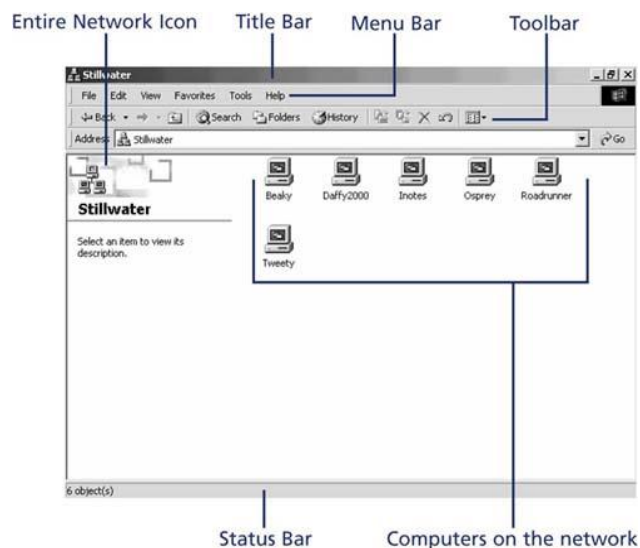 Entire Network Icon Title Bar Menu Bar Toolbar
Stillwater
File Edit View Favorites Tools Help
Back Search Folders History
Address Stillwater Go
Beaky Daffy2000 Inotes Osprey Roadrunner
Stillwater
Select an item to view its
description.
Tweety
6 object(s)
Status Bar Computers on the network